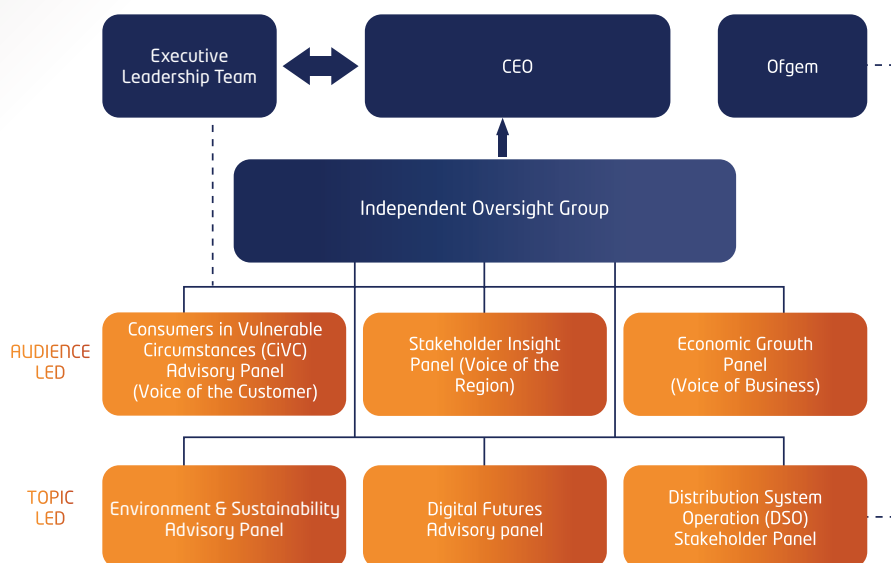 Executive
Leadership Team
CEO
Ofgem
Independent Oversight Group
AUDIENCE
LED
Consumers in Vulnerable
Circumstances (CiVC)
Advisory Panel
(Voice of the Customer)
Stakeholder Insight
Panel (Voice of the
Region)
Economic Growth
Panel
(Voice of Business)
TOPIC
LED
Environment & Sustainability
Advisory Panel
Digital Futures
Advisory panel
Distribution System
Operation (DSO)
Stakeholder Panel